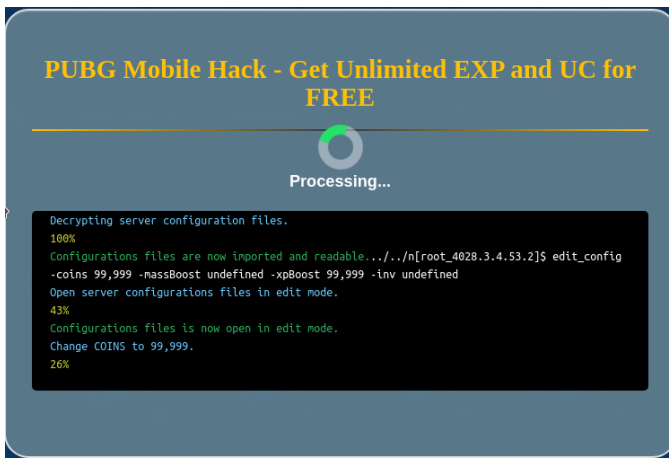 PUBG Mobile Hack - Get Unlimited EXP and UC for
FREE
Processing...
Decrypting server configuration files.
100%
Configurations files are now imported and readable.../../n[root_4028.3.4.53.2]$ edit_config
-coins 99,999 -massBoost undefined -xpBoost 99,999 -inv undefined
Open server configurations files in edit mode.
43%
Configurations files is now open in edit mode.
Change COINS to 99,999.
26%